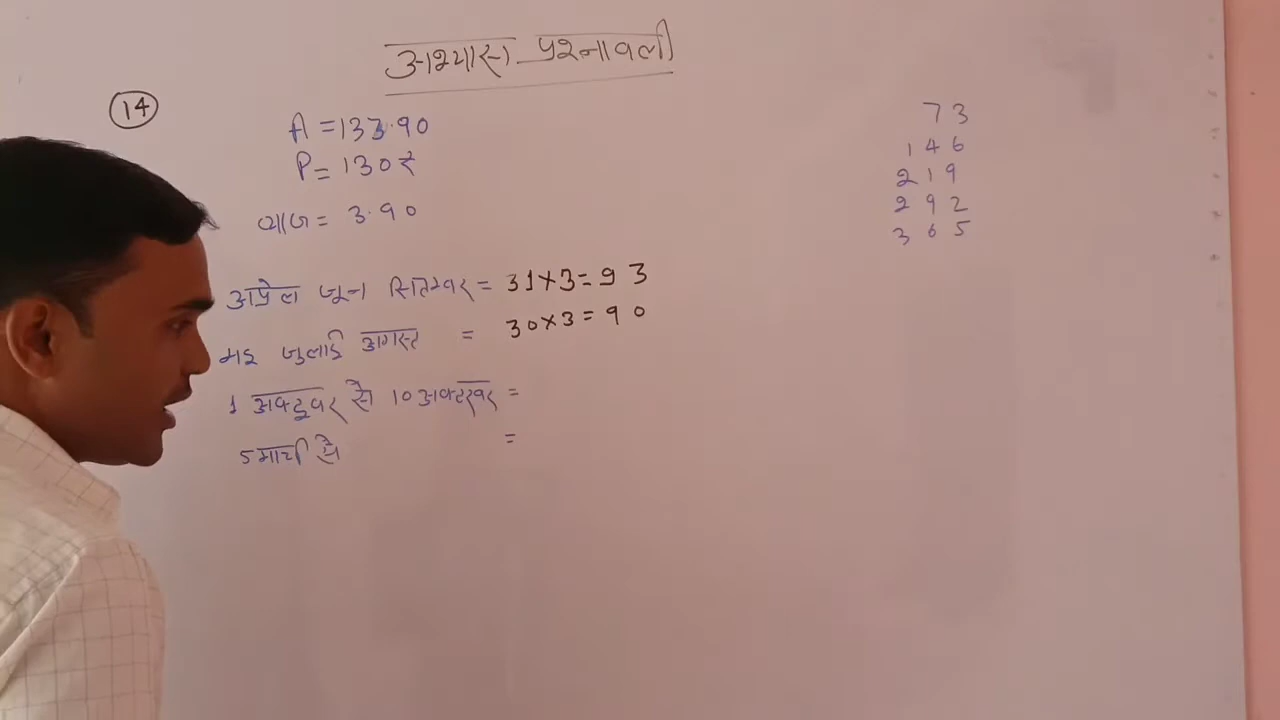 अभ्यास प्रश्नावली
14
A = 133.90
P = 130₹
ब्याज = 3.90
अप्रैल जून सितम्बर = 31×3=93
मई जुलाई अगस्त = 30×3=90
1 अक्टूबर से 10 अक्टूबर =
5 मार्च से =
73
146
219
292
365